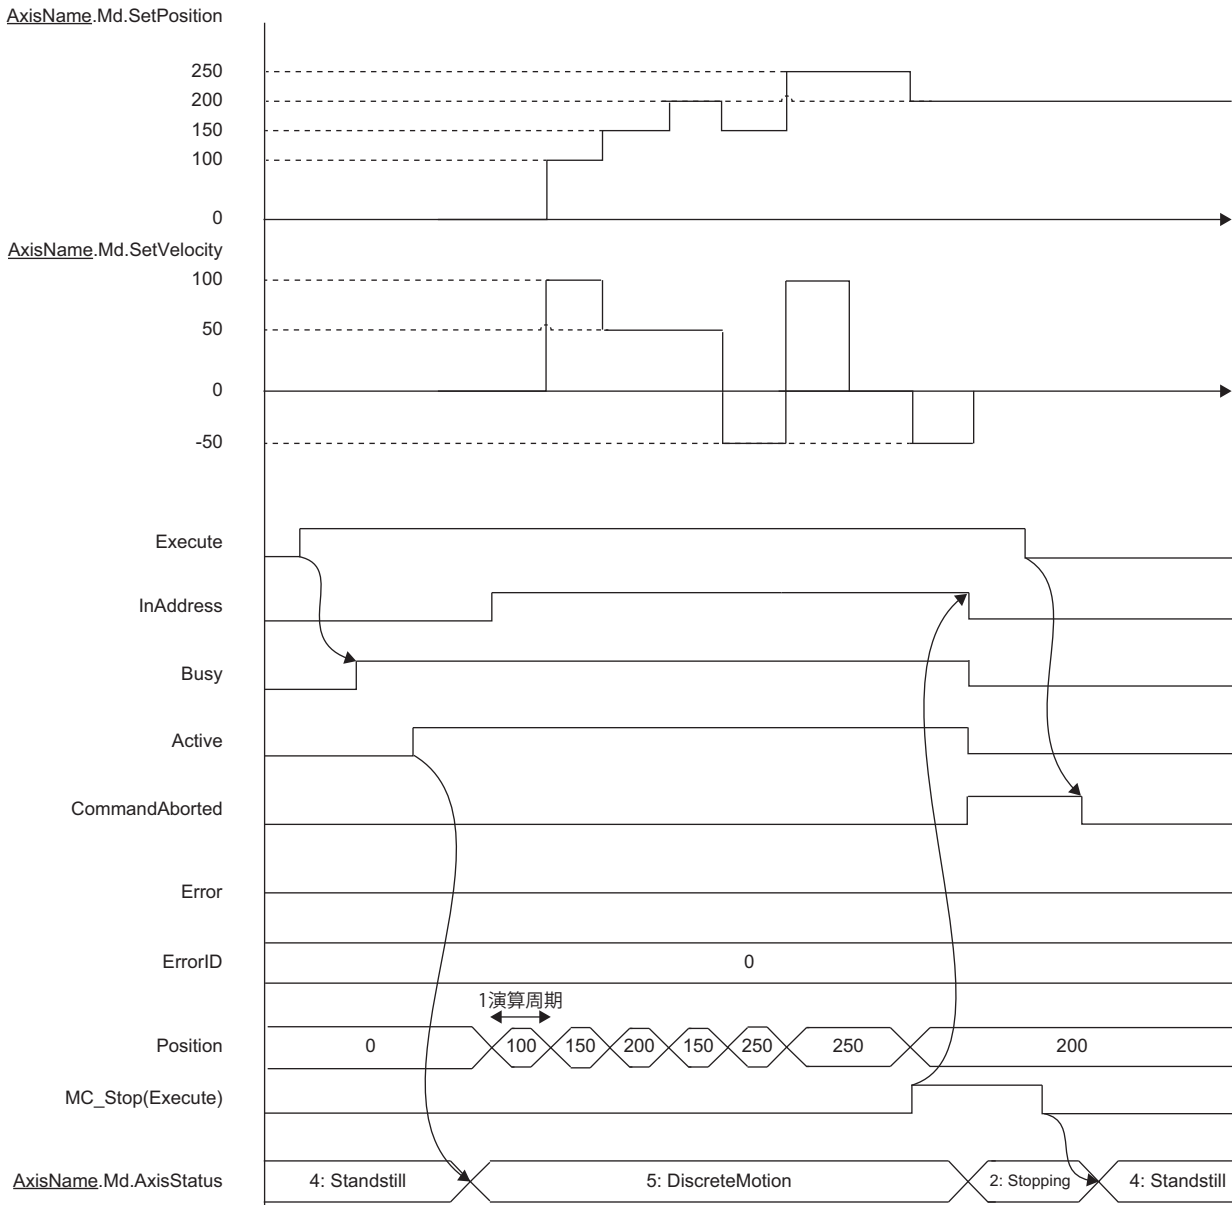 AxisName.Md.SetPosition
250
200
150
100
0
AxisName.Md.SetVelocity
100
50
0
-50
Execute
InAddress
Busy
Active
CommandAborted
Error
ErrorID
0
1演算周期
Position
0
100
150
200
150
250
250
200
MC_Stop(Execute)
AxisName.Md.AxisStatus
4: Standstill
5: DiscreteMotion
2: Stopping
4: Standstill